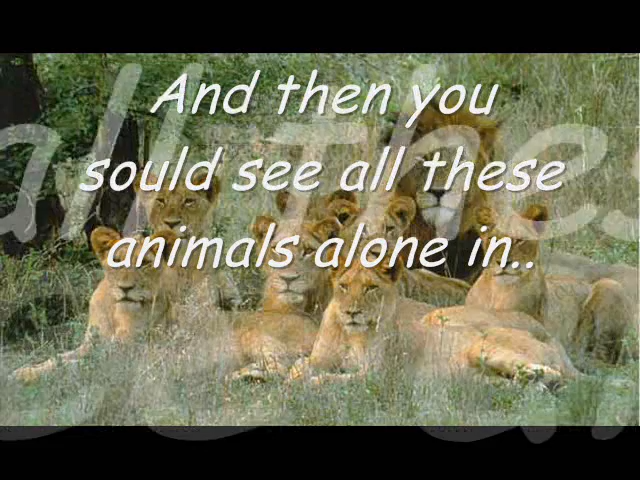 And then you
sould see all these
animals alone in..